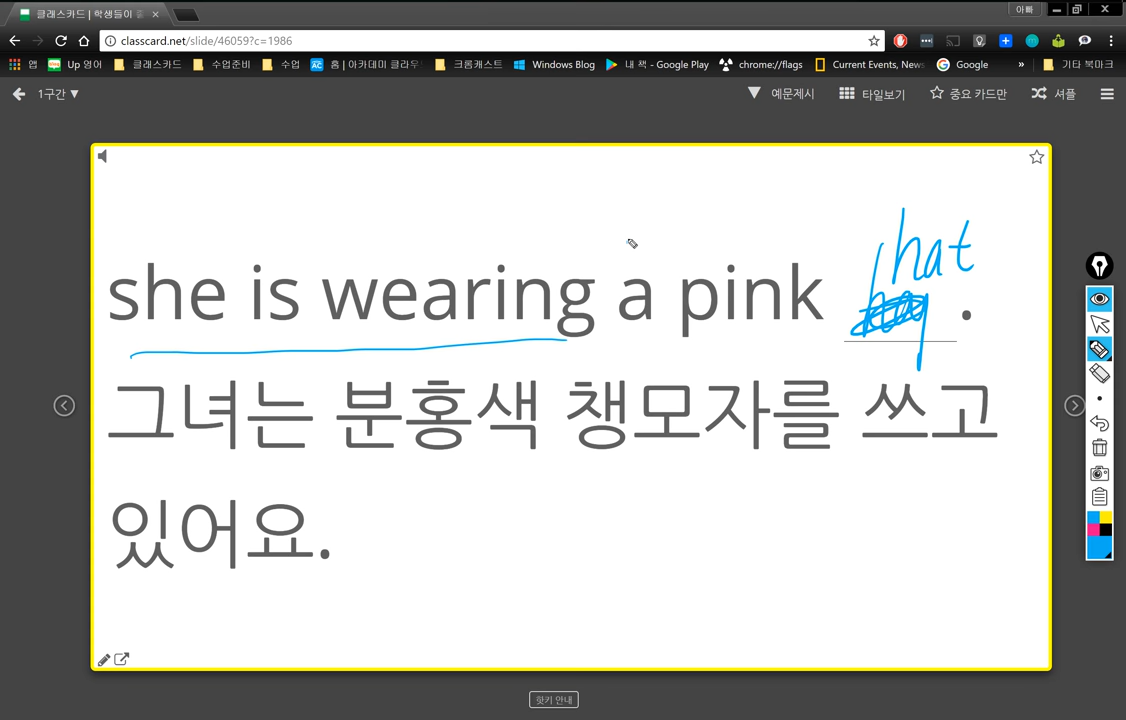 클래스카드 | 학생들이 좋
아빠
classcard.net/slide/46059?c=1986
앱 Up 영어 클래스카드 수업준비 수업 홈 | 아카데미 클라우 크롬캐스트 Windows Blog 내 책 - Google Play chrome://flags Current Events, News Google » 기타 북마크
1구간 ▼ ▼ 예문제시 타일보기 중요 카드만 셔플
hat
she is wearing a pink ____.
그녀는 분홍색 챙모자를 쓰고
있어요.
핫키 안내